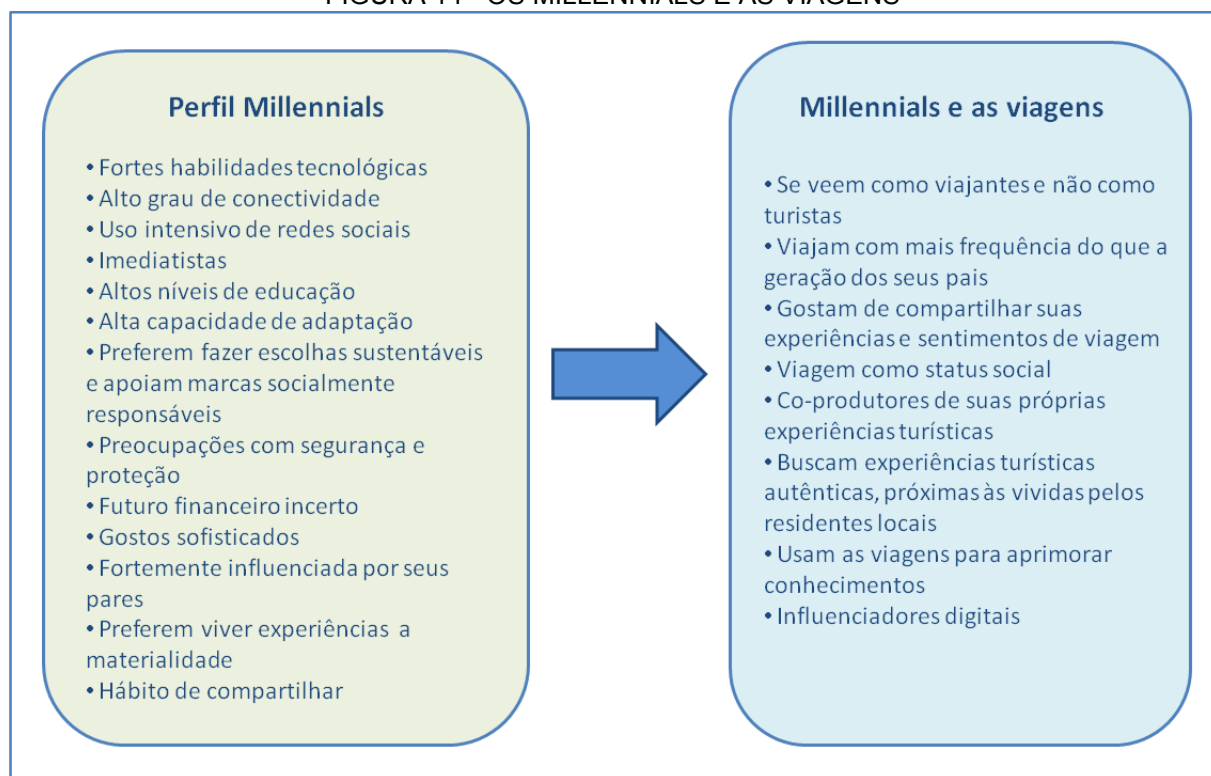 OS MILLENNIALS E AS VIAGENS
Perfil Millennials
• Fortes habilidades tecnológicas
• Alto grau de conectividade
• Uso intensivo de redes sociais
• Imediatistas
• Altos níveis de educação
• Alta capacidade de adaptação
• Preferem fazer escolhas sustentáveis
e apoiam marcas socialmente
responsáveis
• Preocupações com segurança e
proteção
• Futuro financeiro incerto
• Gostos sofisticados
• Fortemente influenciada por seus
pares
• Preferem viver experiências a
materialidade
• Hábito de compartilhar
Millennials e as viagens
• Se veem como viajantes e não como
turistas
• Viajam com mais frequência do que a
geração dos seus pais
• Gostam de compartilhar suas
experiências e sentimentos de viagem
• Viagem como status social
• Co-produtores de suas próprias
experiências turísticas
• Buscam experiências turísticas
autênticas, próximas às vividas pelos
residentes locais
• Usam as viagens para aprimorar
conhecimentos
• Influenciadores digitais